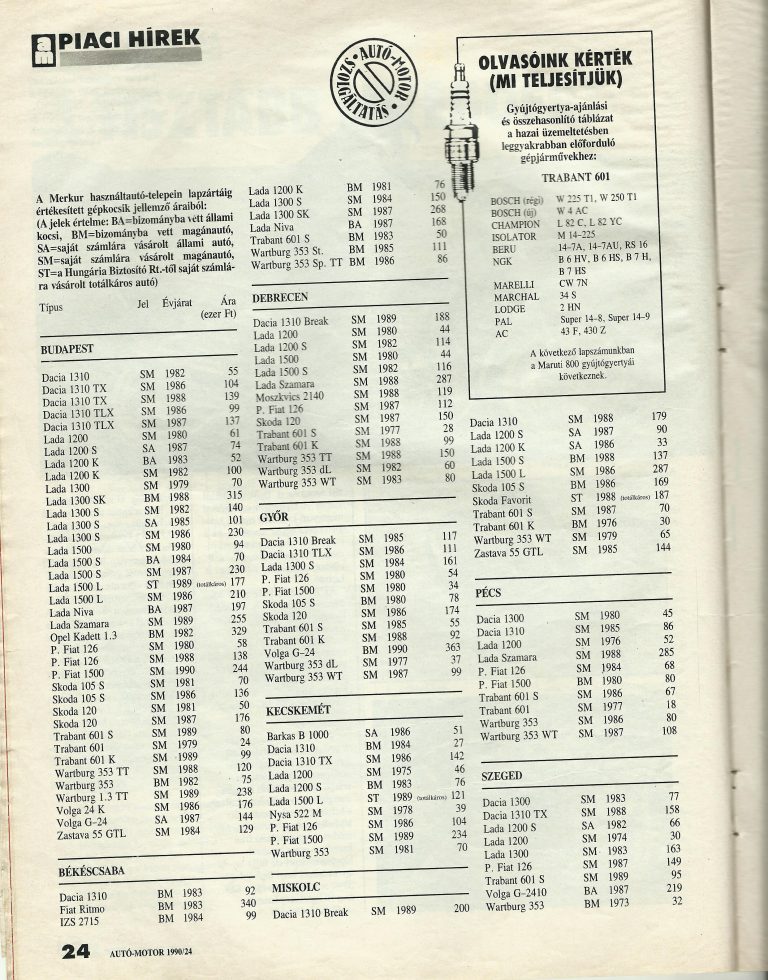 am PIACI HÍREK
AUTÓ-MOTOR
SZOLGÁLTATÁS
A Merkur használtautó-telepein lapzártáig
értékesített gépkocsik jellemző áraiból:
(A jelek értelme: BA=bizományba vett állami
kocsi, BM=bizományba vett magánautó,
SA=saját számlára vásárolt állami autó,
SM=saját számlára vásárolt magánautó,
ST=a Hungária Biztosító Rt.-től saját számlá-
ra vásárolt totálkáros autó)
Típus Jel Évjárat Ára
(ezer Ft)
BUDAPEST
Dacia 1310 SM 1982 55
Dacia 1310 TX SM 1986 104
Dacia 1310 TX SM 1988 139
Dacia 1310 TLX SM 1986 99
Dacia 1310 TLX SM 1987 137
Lada 1200 SM 1980 61
Lada 1200 S SA 1987 74
Lada 1200 K BA 1983 52
Lada 1200 K SM 1982 100
Lada 1300 SM 1979 70
Lada 1300 SK BM 1988 315
Lada 1300 S SM 1982 140
Lada 1300 S SA 1985 101
Lada 1300 S SM 1986 230
Lada 1500 SM 1980 94
Lada 1500 S BA 1984 70
Lada 1500 S SM 1987 230
Lada 1500 L ST 1989 (totálkáros) 177
Lada 1500 L SM 1986 210
Lada Niva BA 1987 197
Lada Szamara SM 1989 255
Opel Kadett 1.3 BM 1982 329
P. Fiat 126 SM 1980 58
P. Fiat 126 SM 1988 138
P. Fiat 1500 SM 1990 244
Skoda 105 S SM 1981 70
Skoda 105 S SM 1986 136
Skoda 120 SM 1981 50
Skoda 120 SM 1987 176
Trabant 601 S SM 1989 80
Trabant 601 SM 1979 24
Trabant 601 K SM 1989 99
Wartburg 353 TT SM 1988 120
Wartburg 353 BM 1982 75
Wartburg 1.3 TT SM 1989 238
Volga 24 K SM 1986 176
Volga G–24 SA 1987 144
Zastava 55 GTL SM 1984 129
BÉKÉSCSABA
Dacia 1310 BM 1983 92
Fiat Ritmo BM 1983 340
IZS 2715 BM 1984 99
Lada 1200 K BM 1981 76
Lada 1300 S SM 1984 150
Lada 1300 SK SM 1987 268
Lada Niva BA 1987 168
Trabant 601 S BM 1983 50
Wartburg 353 St. BM 1985 111
Wartburg 353 Sp. TT BM 1986 86
DEBRECEN
Dacia 1310 Break SM 1989 188
Lada 1200 SM 1980 44
Lada 1200 S SM 1982 114
Lada 1500 SM 1980 44
Lada 1500 S SM 1982 116
Lada Szamara SM 1988 287
Moszkvics 2140 SM 1988 119
P. Fiat 126 SM 1987 112
Skoda 120 SM 1987 150
Trabant 601 S SM 1977 28
Trabant 601 K SM 1988 99
Wartburg 353 TT SM 1988 150
Wartburg 353 dL SM 1982 60
Wartburg 353 WT SM 1983 80
GYŐR
Dacia 1310 Break SM 1985 117
Dacia 1310 TLX SM 1986 111
Lada 1300 S SM 1984 161
P. Fiat 126 SM 1980 54
P. Fiat 1500 SM 1980 34
Skoda 105 S BM 1980 78
Skoda 120 SM 1986 174
Trabant 601 S SM 1985 55
Trabant 601 K SM 1988 92
Volga G–24 BM 1990 363
Wartburg 353 dL SM 1977 37
Wartburg 353 WT SM 1987 99
KECSKEMÉT
Barkas B 1000 SA 1986 51
Dacia 1310 BM 1984 27
Dacia 1310 TX SM 1986 142
Lada 1200 SM 1975 46
Lada 1200 S BM 1983 76
Lada 1500 L ST 1989 (totálkáros) 121
Nysa 522 M SM 1978 39
P. Fiat 126 SM 1986 104
P. Fiat 1500 SM 1989 234
Wartburg 353 SM 1981 70
MISKOLC
Dacia 1310 Break SM 1989 200
OLVASÓINK KÉRTÉK
(MI TELJESÍTJÜK)
Gyújtógyertya-ajánlási
és összehasonlító táblázat
a hazai üzemeltetésben
leggyakrabban előforduló
gépjárművekhez:
TRABANT 601
BOSCH (régi) W 225 T1, W 250 T1
BOSCH (új) W 4 AC
CHAMPION L 82 C, L 82 YC
ISOLATOR M 14–225
BERU 14–7A, 14–7AU, RS 16
NGK B 6 HV, B 6 HS, B 7 H,
B 7 HS
MARELLI CW 7N
MARCHAL 34 S
LODGE 2 HN
PAL Super 14–8, Super 14–9
AC 43 F, 430 Z
A következő lapszámunkban
a Maruti 800 gyújtógyertyái
következnek.
Dacia 1310 SM 1988 179
Lada 1200 S SA 1987 90
Lada 1200 K SA 1986 33
Lada 1500 S BM 1988 137
Lada 1500 L SM 1986 287
Skoda 105 S BM 1986 169
Skoda Favorit ST 1988 (totálkáros) 187
Trabant 601 S SM 1987 70
Trabant 601 K BM 1976 30
Wartburg 353 WT SM 1979 65
Zastava 55 GTL SM 1985 144
PÉCS
Dacia 1300 SM 1980 45
Dacia 1310 SM 1985 86
Lada 1200 SM 1976 52
Lada Szamara SM 1988 285
P. Fiat 126 SM 1984 68
P. Fiat 1500 BM 1980 80
Trabant 601 S SM 1986 67
Trabant 601 SM 1977 18
Wartburg 353 SM 1986 80
Wartburg 353 WT SM 1987 108
SZEGED
Dacia 1300 SM 1983 77
Dacia 1310 TX SM 1988 158
Lada 1200 S SA 1982 66
Lada 1200 SM 1974 30
Lada 1300 SM 1983 163
P. Fiat 126 SM 1987 149
Trabant 601 S SM 1989 95
Volga G–2410 BA 1987 219
Wartburg 353 BM 1973 32
24 AUTÓ-MOTOR 1990/24